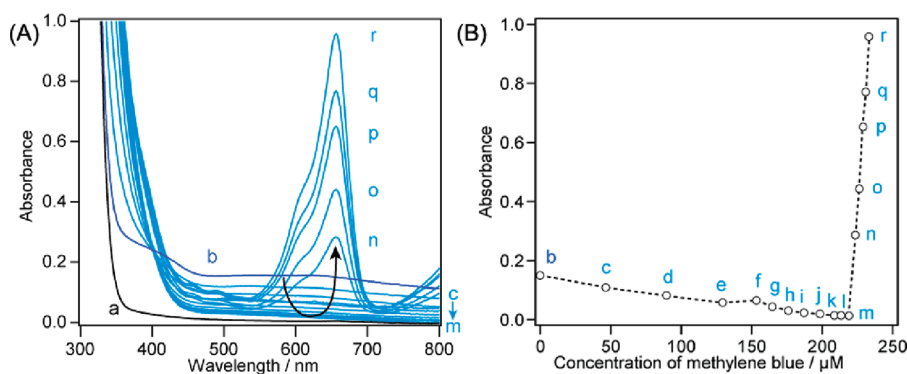 (A)
1.0
0.8
0.6
0.4
0.2
0.0
Absorbance
300
400
500
600
700
800
Wavelength / nm
a
b
r
q
p
o
n
c
m
(B)
1.0
0.8
0.6
0.4
0.2
0.0
Absorbance
0
50
100
150
200
250
Concentration of methylene blue / µM
b
c
d
e
f
g
h
i
j
k
l
m
n
o
p
q
r